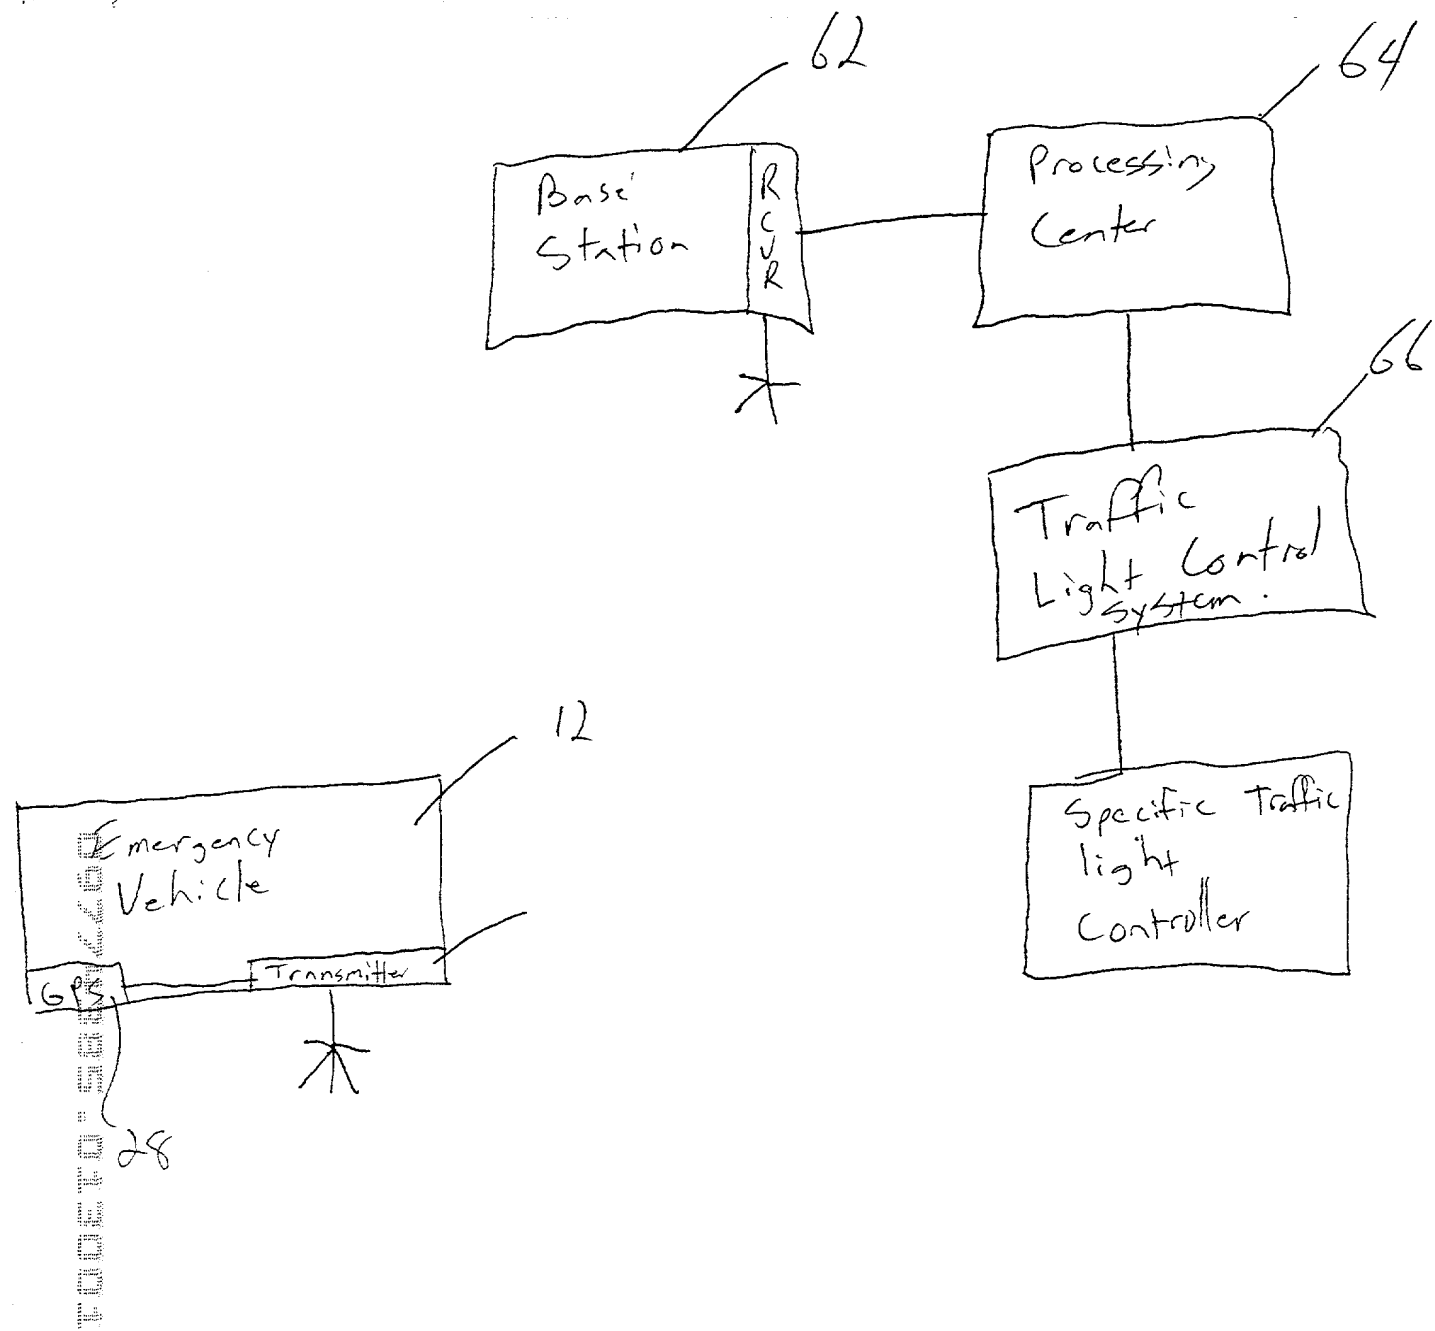 62
64
Base
Station
RCVR
Processing
Center
66
Traffic
Light Control
System.
12
Emergency
Vehicle
GPS
Transmitter
28
Specific Traffic
light
Controller